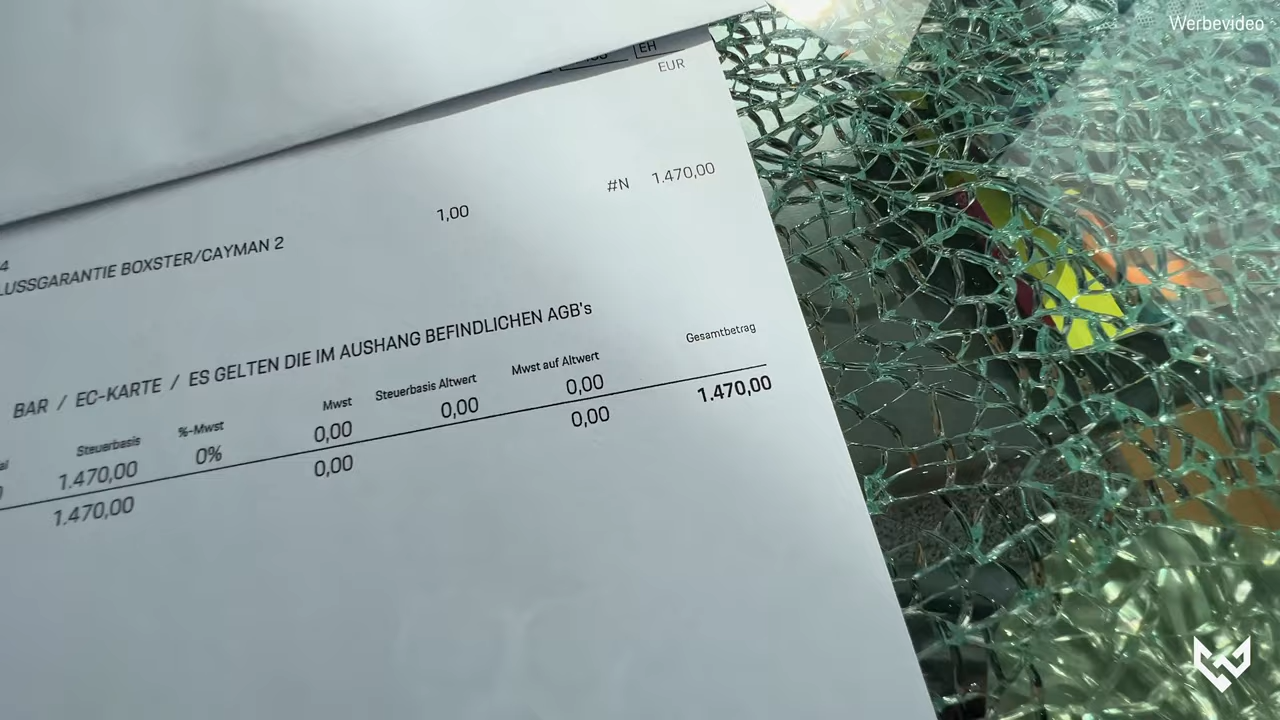 Werbevideo
EH
EUR
#N 1.470,00
1,00
4
LUSSGARANTIE BOXSTER/CAYMAN 2
BAR / EC-KARTE / ES GELTEN DIE IM AUSHANG BEFINDLICHEN AGB's
Steuerbasis %-Mwst Mwst Steuerbasis Altwert Mwst auf Altwert Gesamtbetrag
1.470,00 0% 0,00 0,00 0,00
1.470,00 0,00 0,00 1.470,00